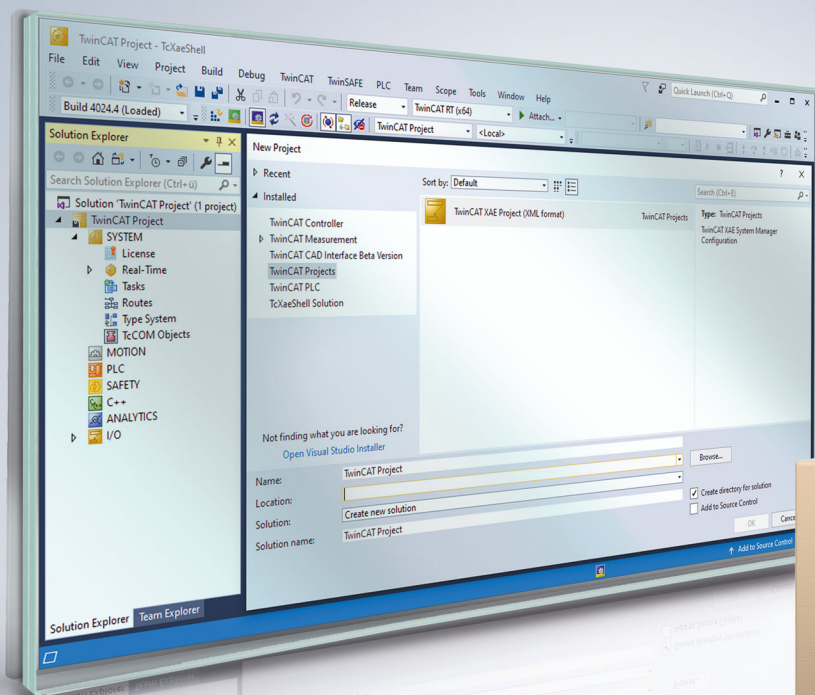 TwinCAT Project - TcXaeShell
File Edit View Project Build Debug TwinCAT TwinSAFE PLC Team Scope Tools Window Help
Quick Launch (Ctrl+Q)
Release TwinCAT RT (x64) Attach...
Build 4024.4 (Loaded) TwinCAT Project <Local>
Solution Explorer
Search Solution Explorer (Ctrl+ü)
Solution 'TwinCAT Project' (1 project)
TwinCAT Project
SYSTEM
License
Real-Time
Tasks
Routes
Type System
TcCOM Objects
MOTION
PLC
SAFETY
C++
ANALYTICS
I/O
Solution Explorer Team Explorer
New Project
? X
Recent
Installed
TwinCAT Controller
TwinCAT Measurement
TwinCAT CAD Interface Beta Version
TwinCAT Projects
TwinCAT PLC
TcXaeShell Solution
Not finding what you are looking for?
Open Visual Studio Installer
Sort by: Default
Search (Ctrl+E)
TwinCAT XAE Project (XML format) TwinCAT Projects
Type: TwinCAT Projects
TwinCAT XAE System Manager
Configuration
Name: TwinCAT Project
Location:
Browse...
Solution: Create new solution
Solution name: TwinCAT Project
Create directory for solution
Add to Source Control
OK Cance
Add to Source Control